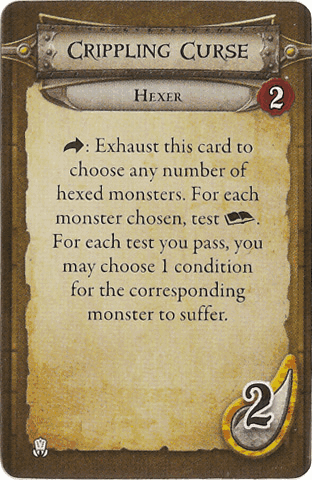 Crippling Curse
Hexer
2
: Exhaust this card to
choose any number of
hexed monsters. For each
monster chosen, test .
For each test you pass, you
may choose 1 condition
for the corresponding
monster to suffer.
2